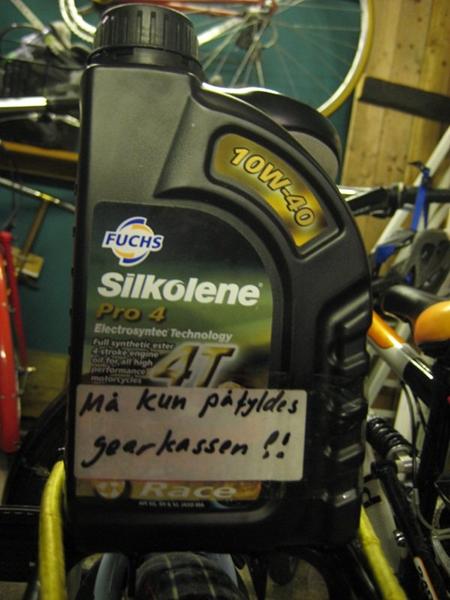 10W-40
FUCHS
Silkolene®
Pro 4
Electrosyntec Technology
Full synthetic ester
4-stroke engine
oil for all high
performance
motorcycles
4T
Må kun påfyldes
gearkassen !!
Race